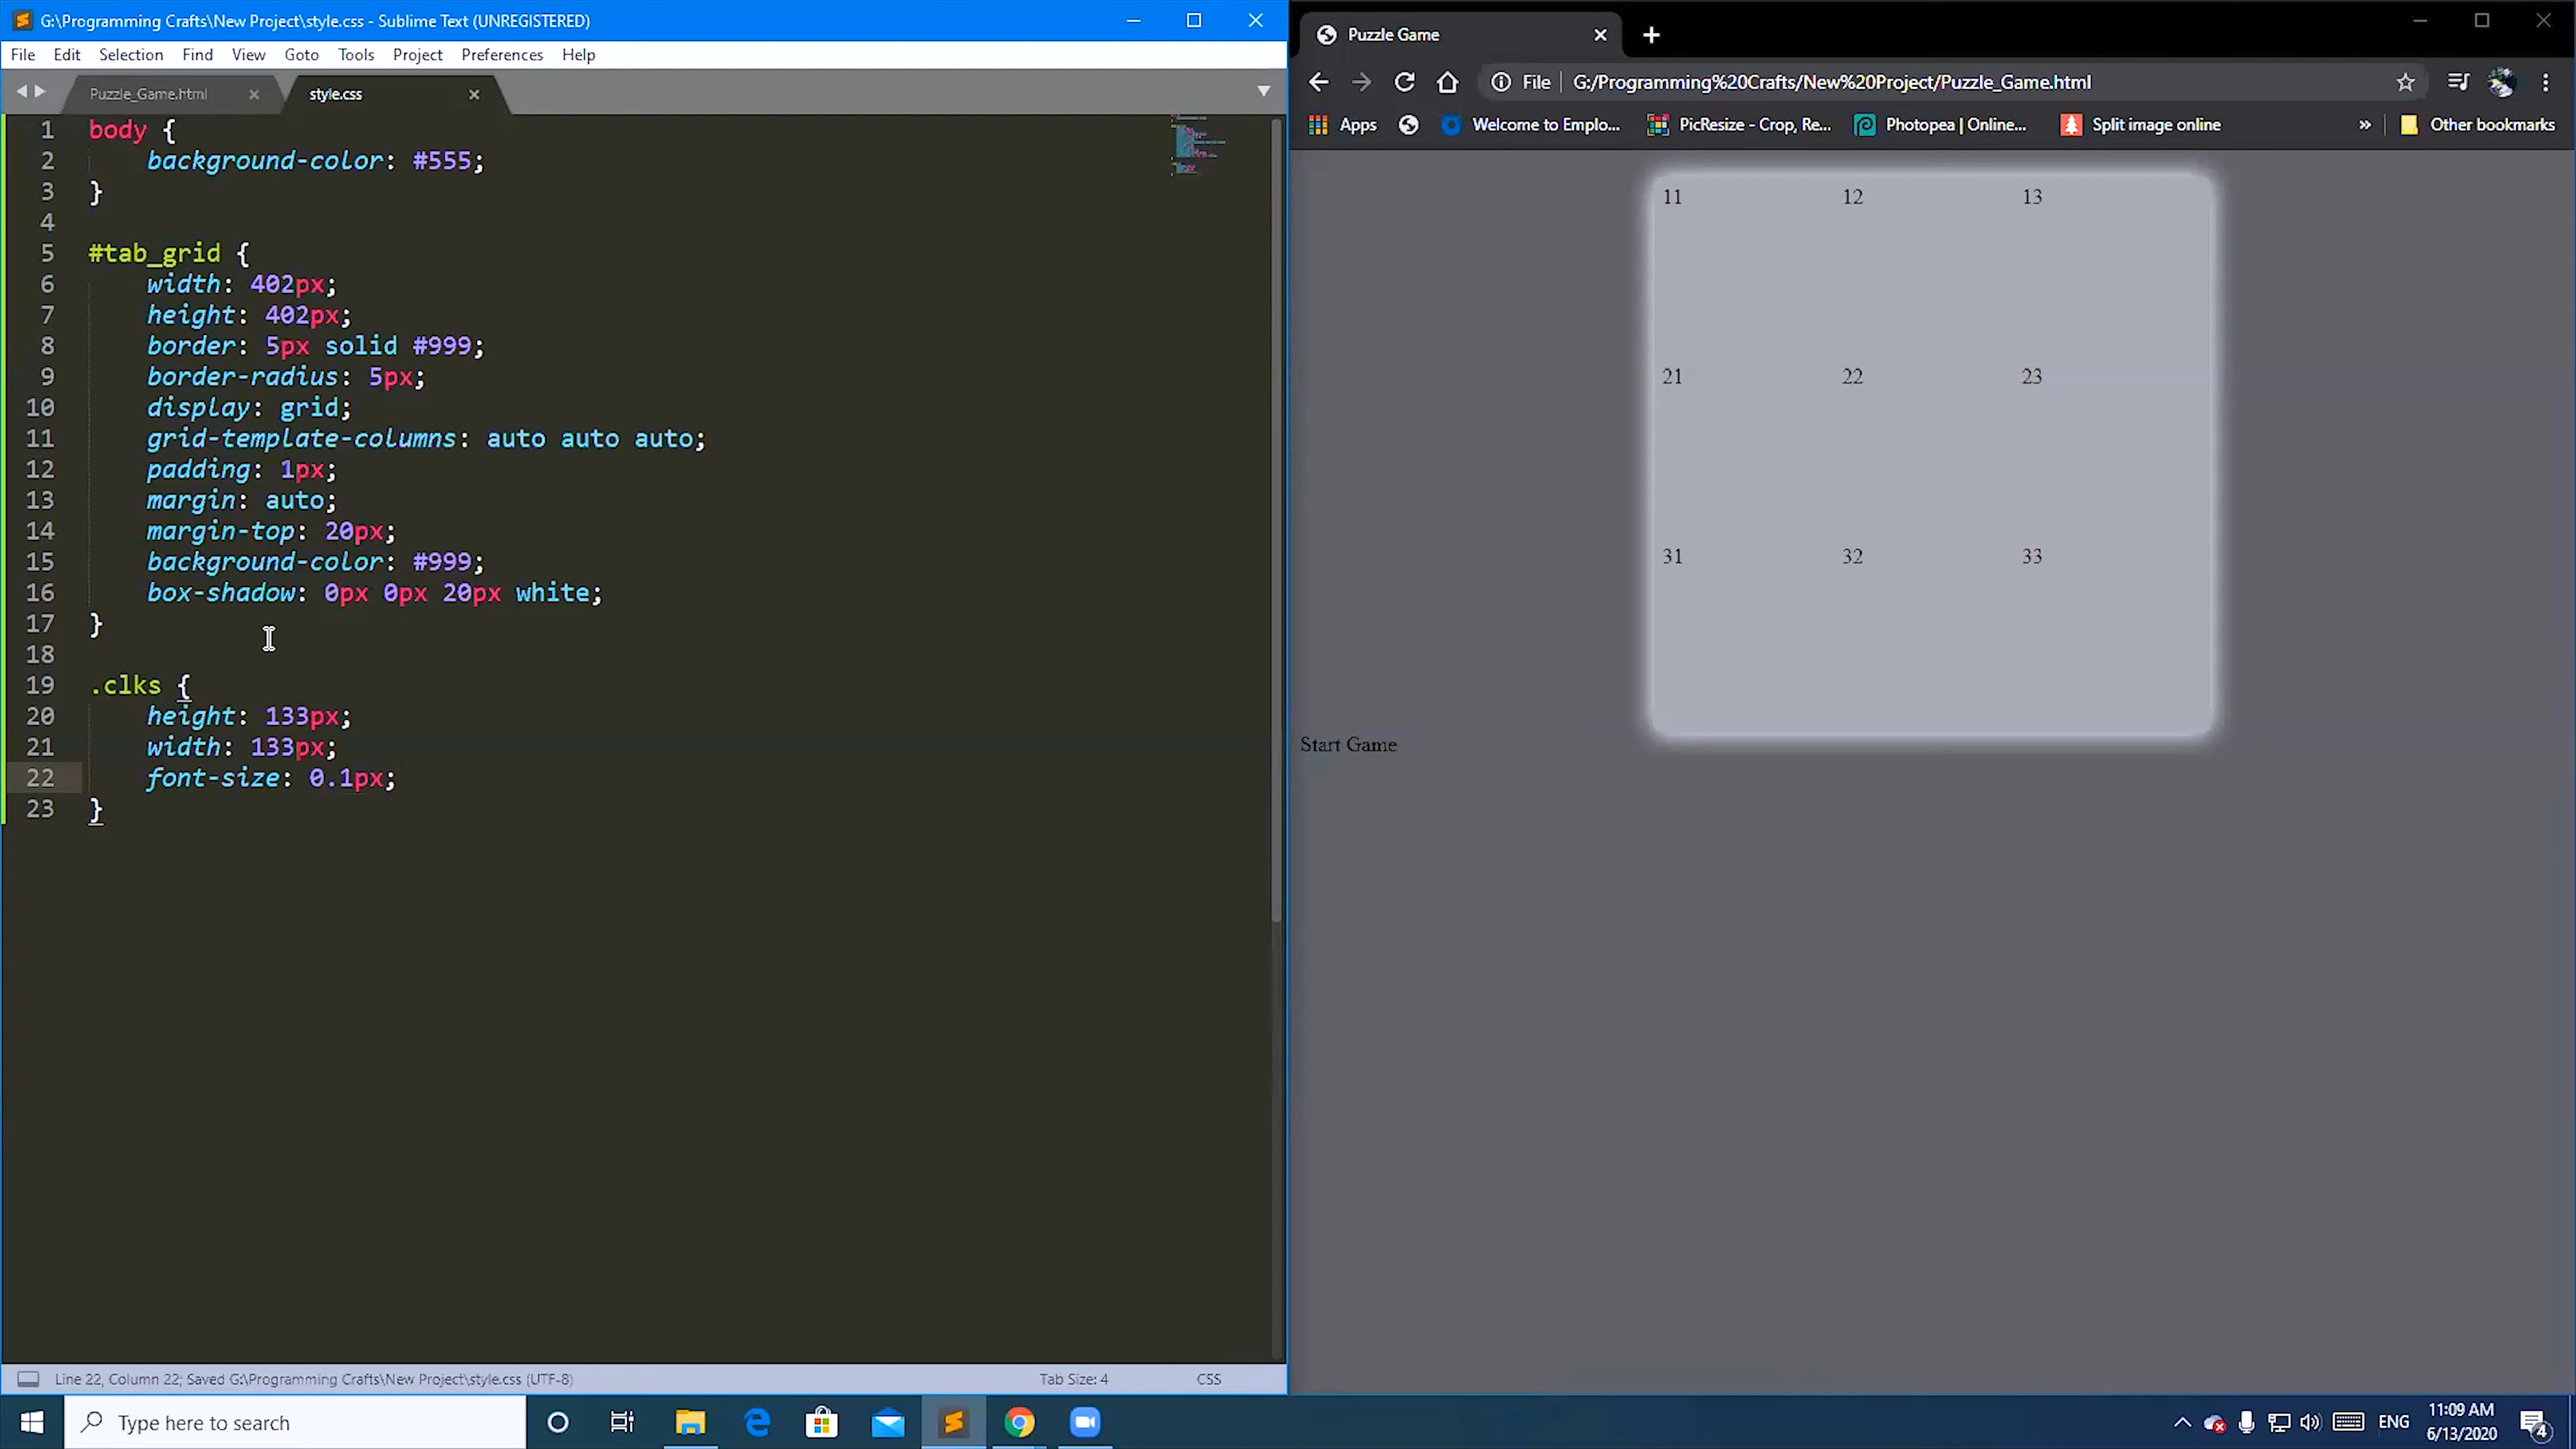 G:\Programming Crafts\New Project\style.css - Sublime Text (UNREGISTERED)
File Edit Selection Find View Goto Tools Project Preferences Help
Puzzle_Game.html style.css
1 body {
2 background-color: #555;
3 }
4
5 #tab_grid {
6 width: 402px;
7 height: 402px;
8 border: 5px solid #999;
9 border-radius: 5px;
10 display: grid;
11 grid-template-columns: auto auto auto;
12 padding: 1px;
13 margin: auto;
14 margin-top: 20px;
15 background-color: #999;
16 box-shadow: 0px 0px 20px white;
17 }
18
19 .clks {
20 height: 133px;
21 width: 133px;
22 font-size: 0.1px;
23 }
Line 22, Column 22; Saved G:\Programming Crafts\New Project\style.css (UTF-8) Tab Size: 4 CSS
Puzzle Game
File G:/Programming%20Crafts/New%20Project/Puzzle_Game.html
Apps Welcome to Emplo... PicResize - Crop, Re... Photopea | Online... Split image online » Other bookmarks
11 12 13
21 22 23
31 32 33
Start Game
Type here to search
ENG
11:09 AM
6/13/2020
4